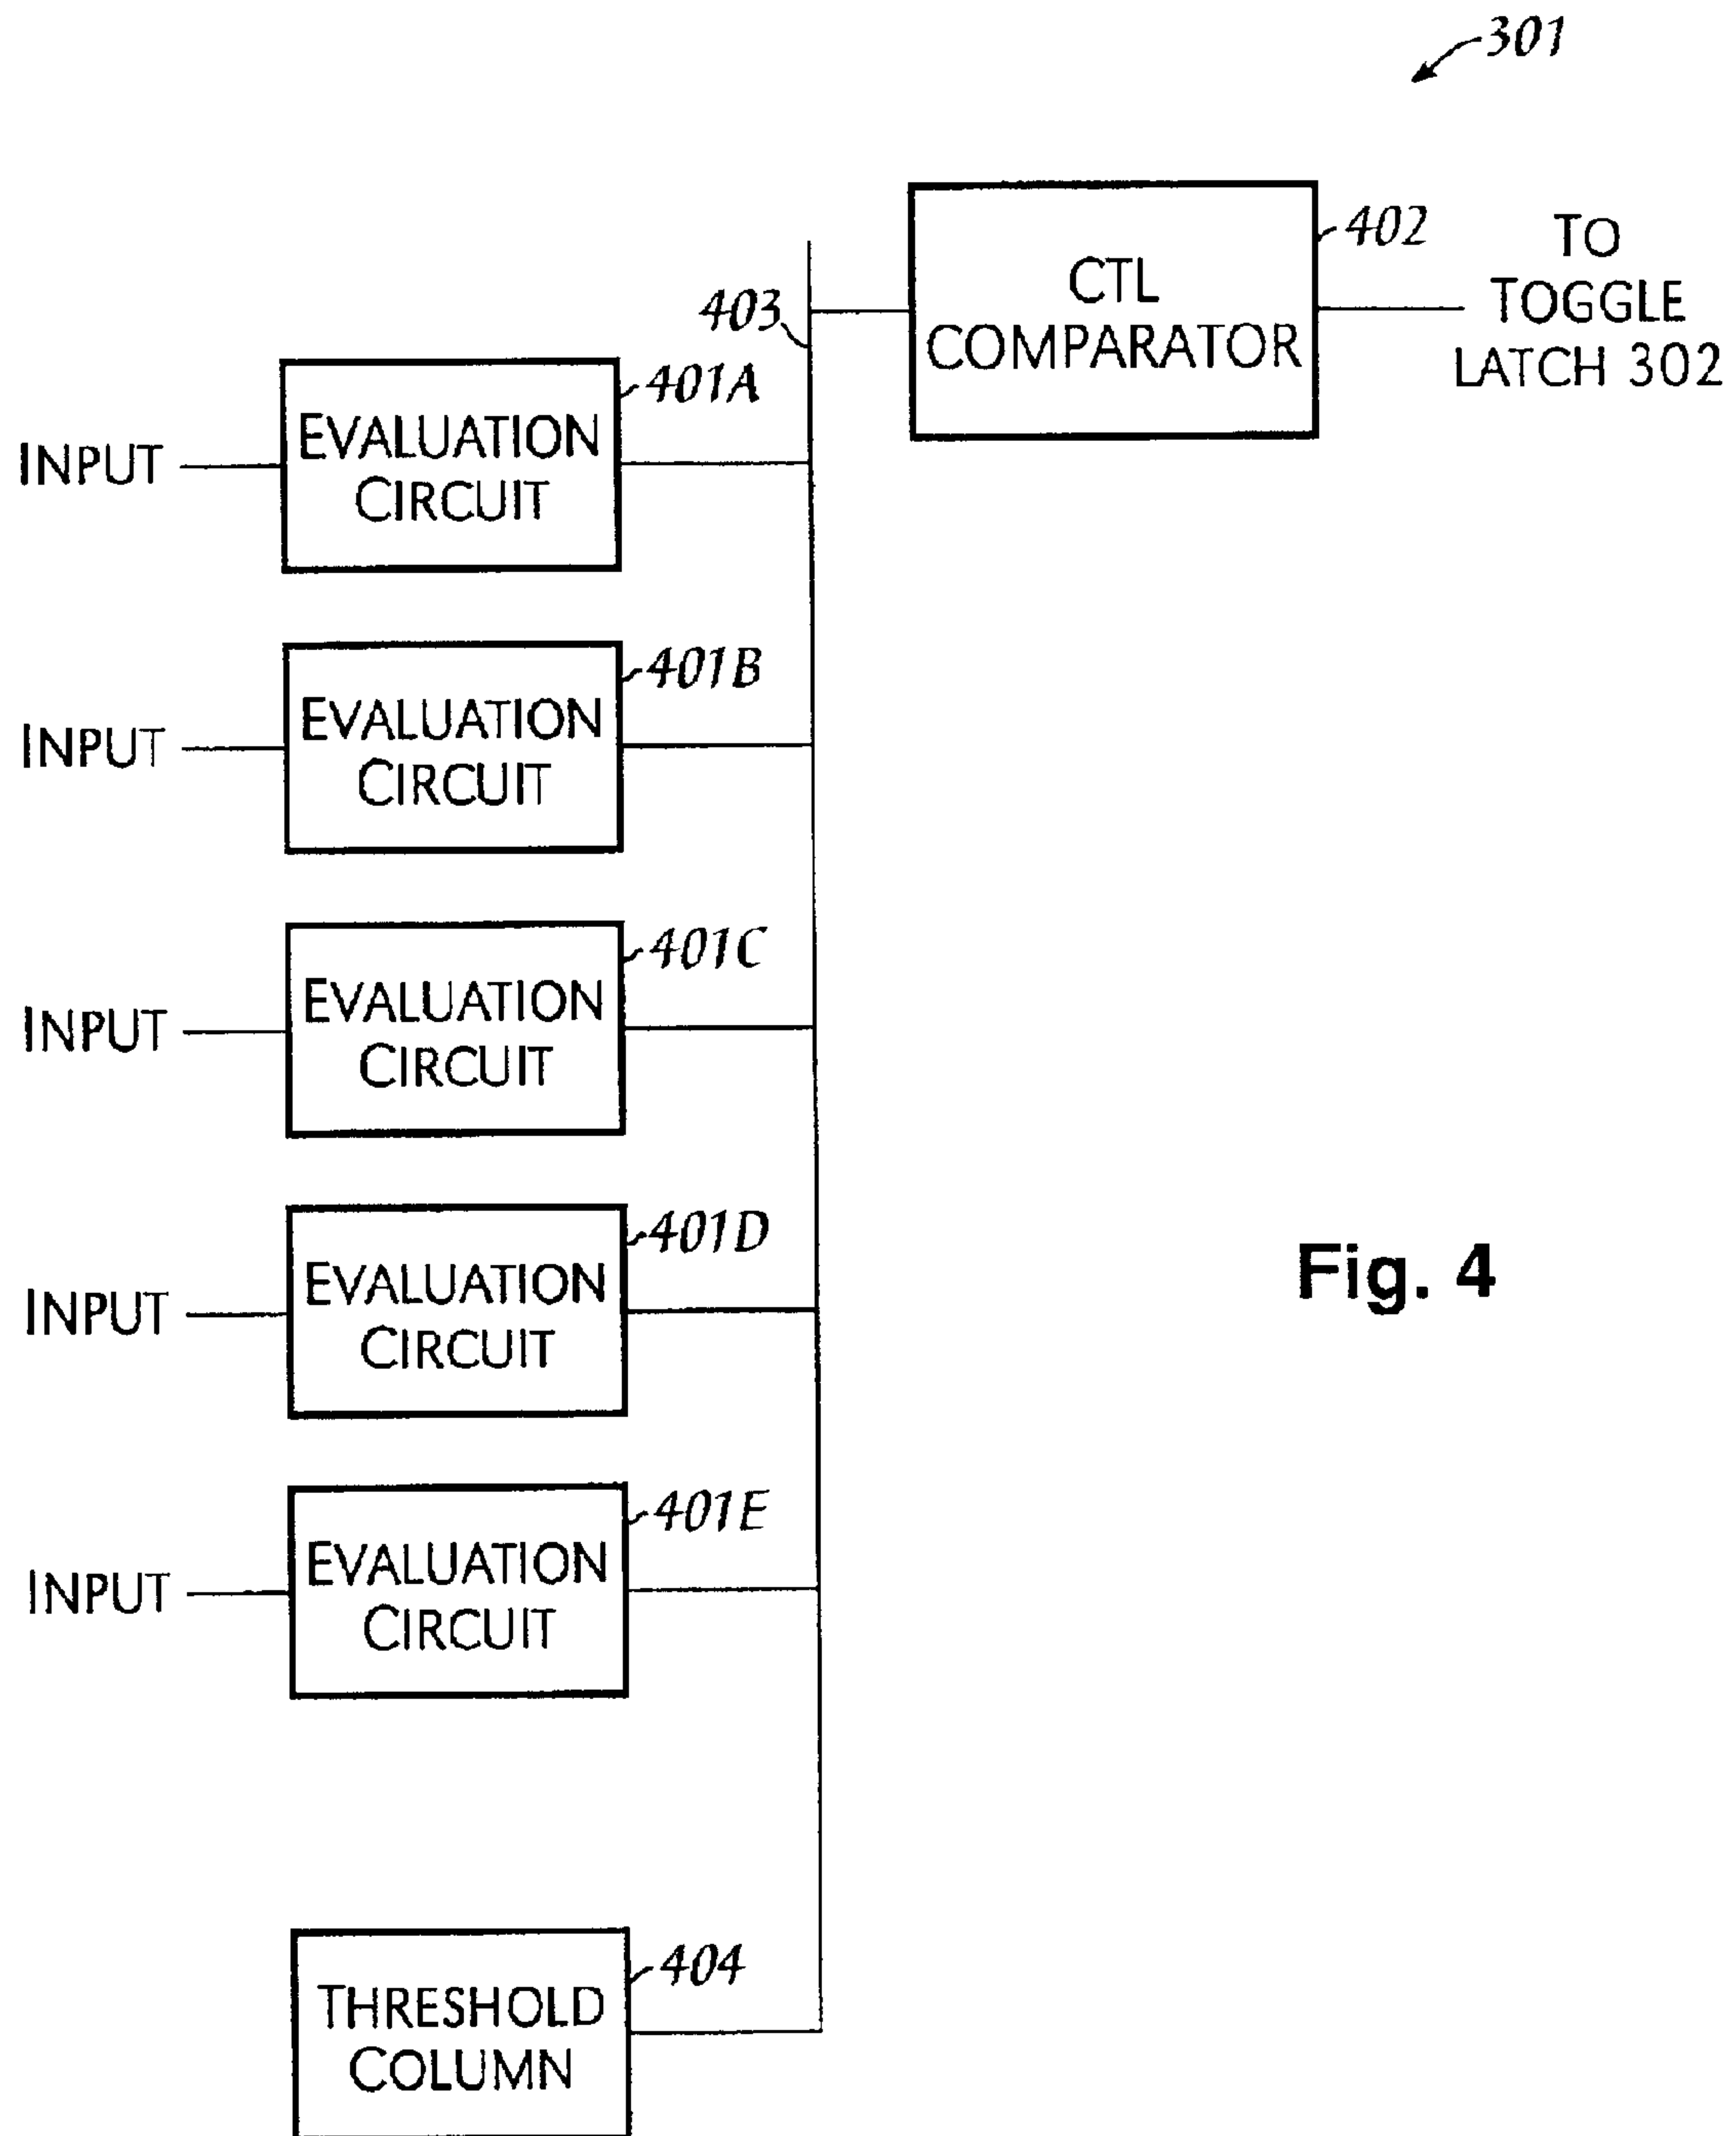 301
402
TO
TOGGLE
LATCH 302
CTL
COMPARATOR
403
401A
INPUT
EVALUATION
CIRCUIT
401B
INPUT
EVALUATION
CIRCUIT
401C
INPUT
EVALUATION
CIRCUIT
401D
INPUT
EVALUATION
CIRCUIT
Fig. 4
401E
INPUT
EVALUATION
CIRCUIT
404
THRESHOLD
COLUMN